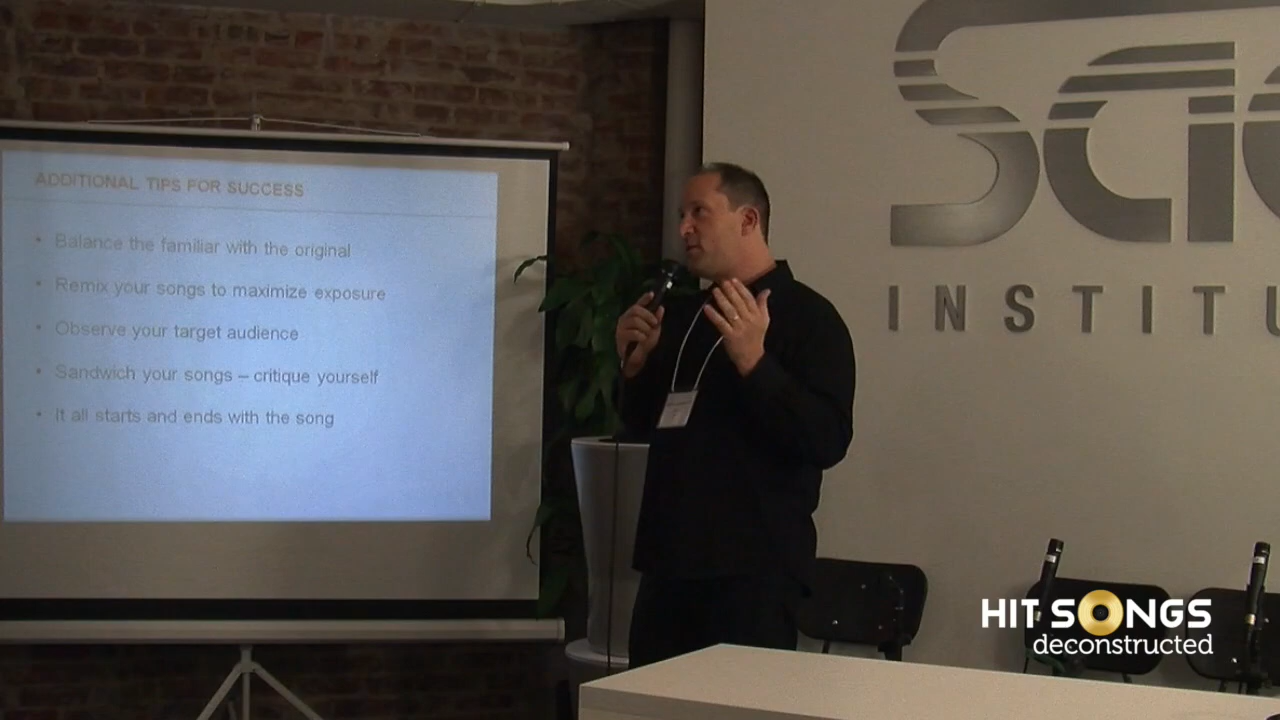 ADDITIONAL TIPS FOR SUCCESS
• Balance the familiar with the original
• Remix your songs to maximize exposure
• Observe your target audience
• Sandwich your songs – critique yourself
• It all starts and ends with the song
INSTITU
HIT SONGS
deconstructed